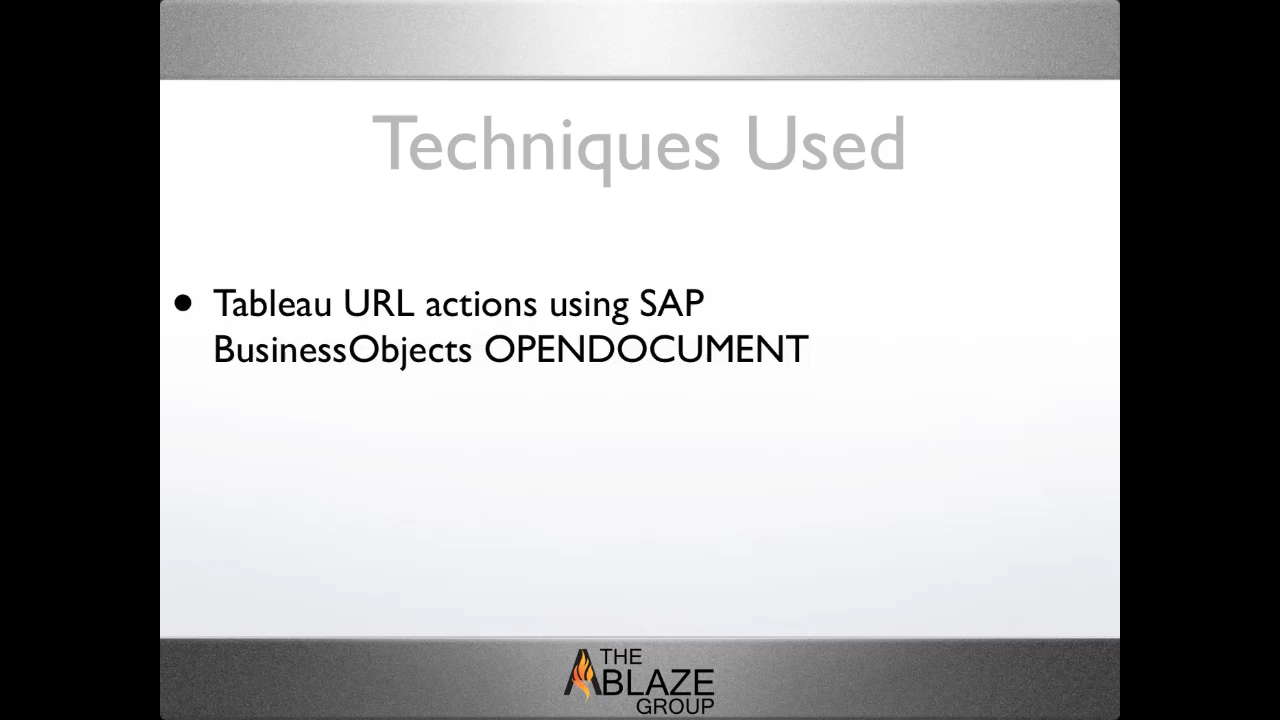 Techniques Used
• Tableau URL actions using SAP
BusinessObjects OPENDOCUMENT
THE
ABLAZE
GROUP